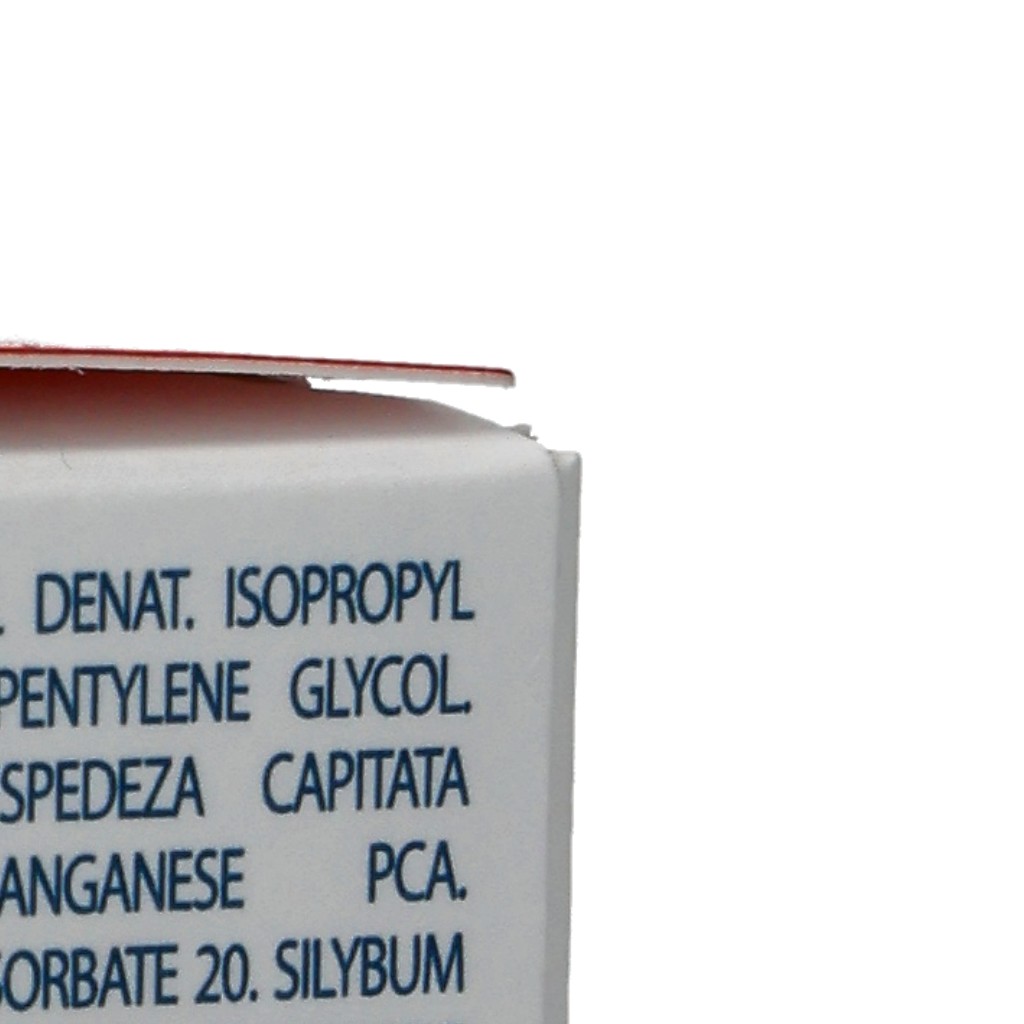 . DENAT. ISOPROPYL
PENTYLENE GLYCOL.
SPEDEZA CAPITATA
ANGANESE PCA.
SORBATE 20. SILYBUM